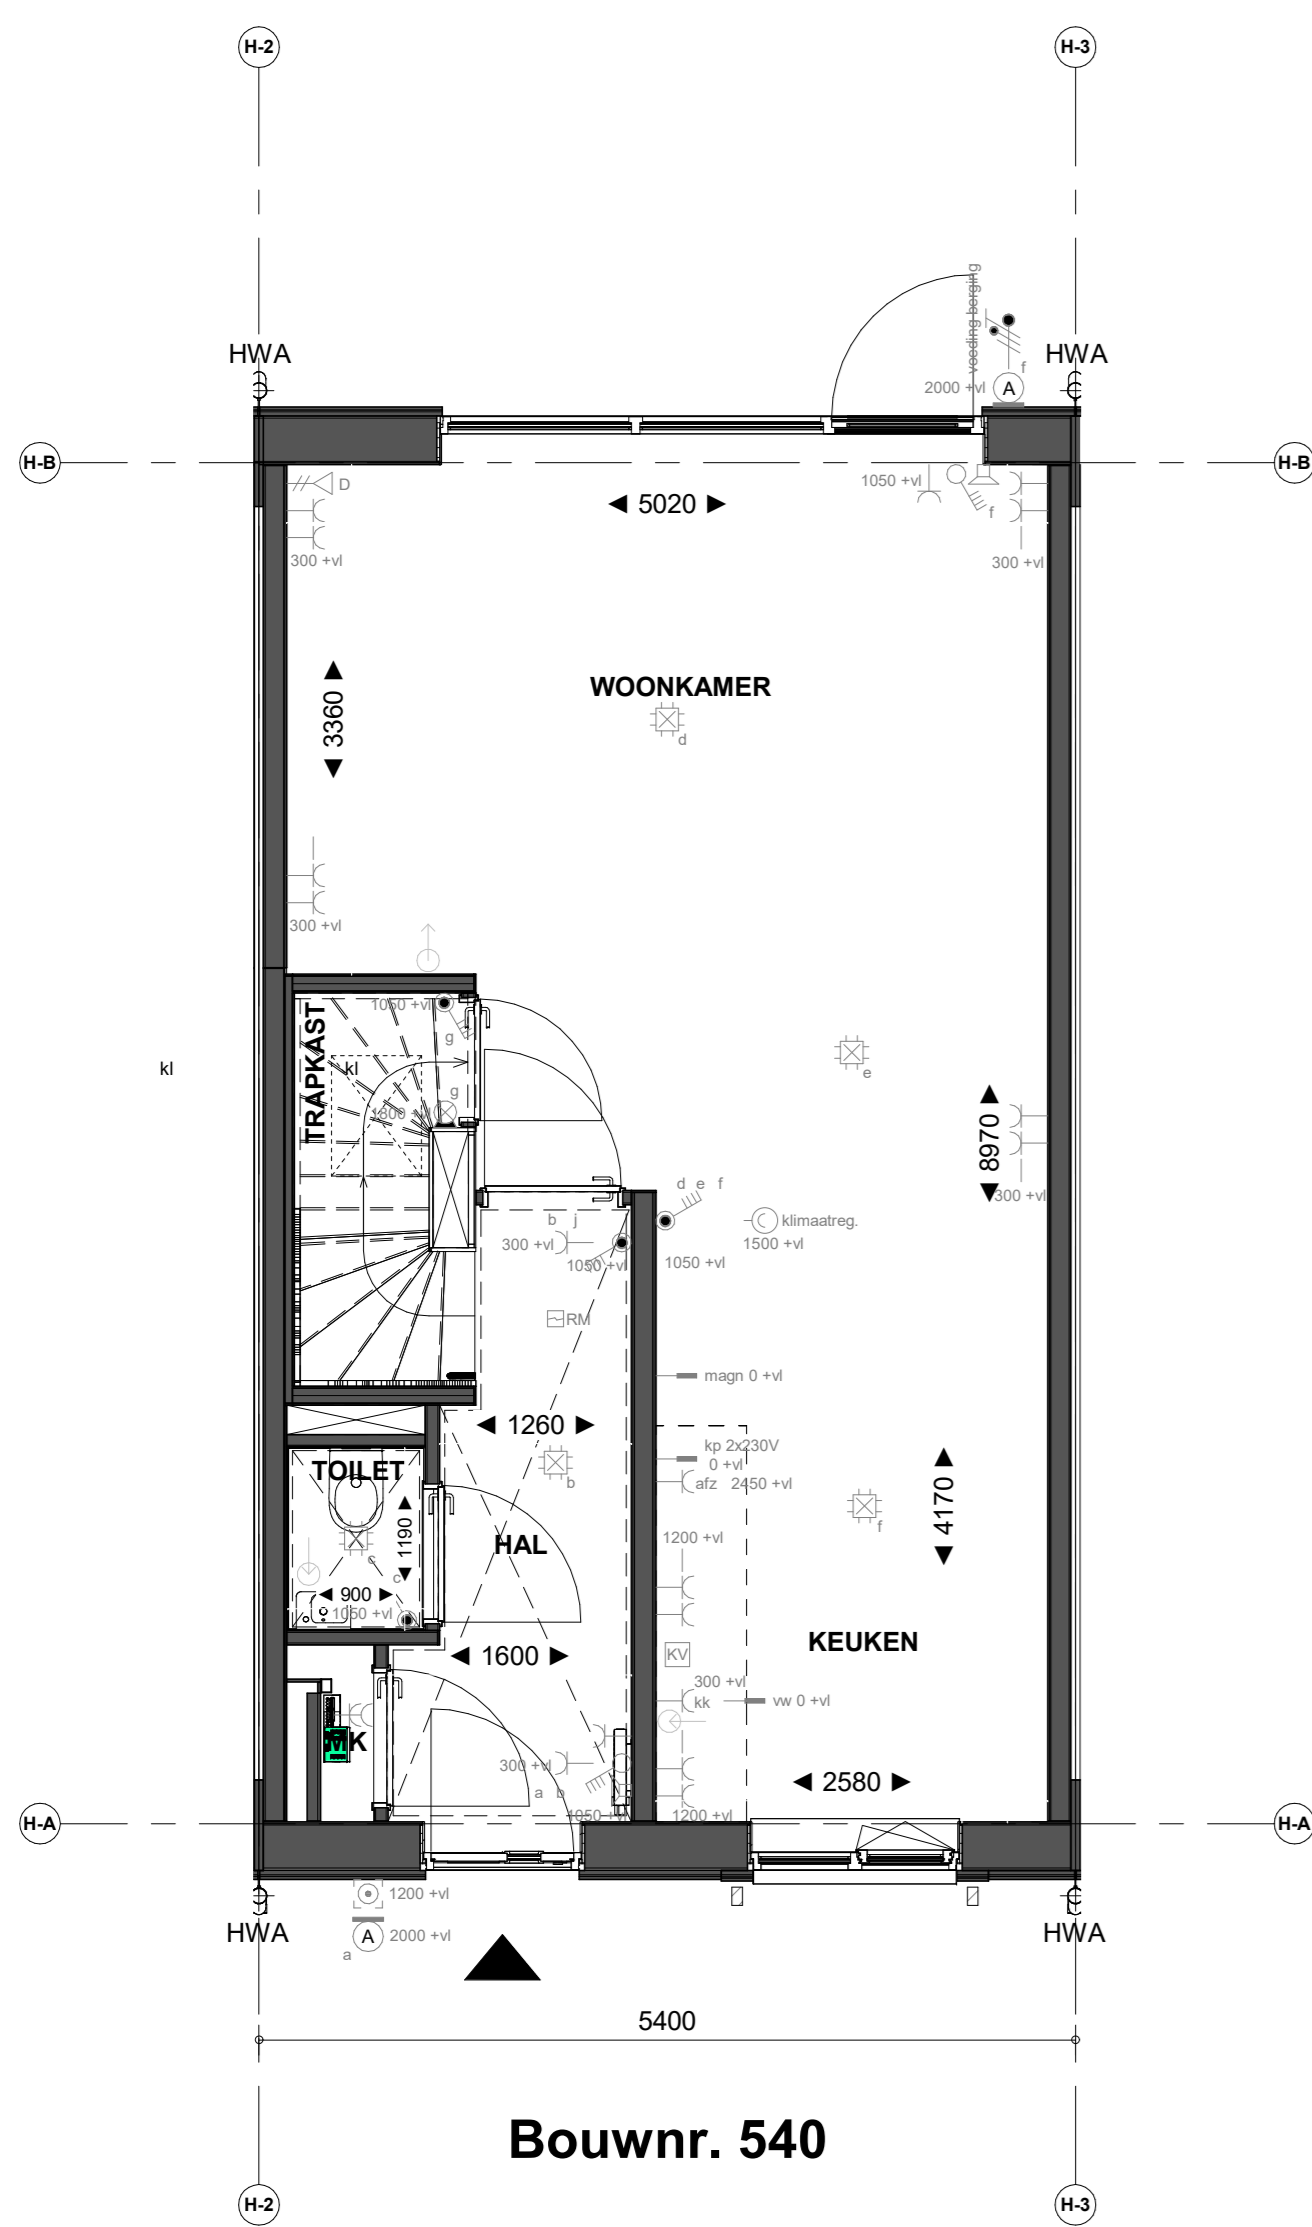 H-2 H-3
voeding berging
HWA HWA
f
2000 +vl A
H-B H-B
D
1050 +vl
5020
f
300 +vl
300 +vl
WOONKAMER
d
3360
300 +vl
1050 +vl
g
TRAPKAST
kl
kl
e
g
1800 +vl
8970
300 +vl
d e f
b j
klimaatreg.
300 +vl
1500 +vl
1050 +vl
1050 +vl
RM
magn 0 +vl
1260
kp 2x230V
0 +vl
TOILET
b
afz 2450 +vl
4170
f
1190
1200 +vl
HAL
c
c
900
1050 +vl
KEUKEN
1600
KV
300 +vl
kk
vw 0 +vl
MK
300 +vl
2580
a b
1050 +vl
1200 +vl
H-A H-A
1200 +vl
HWA HWA
A 2000 +vl
a
5400
Bouwnr. 540
H-2 H-3